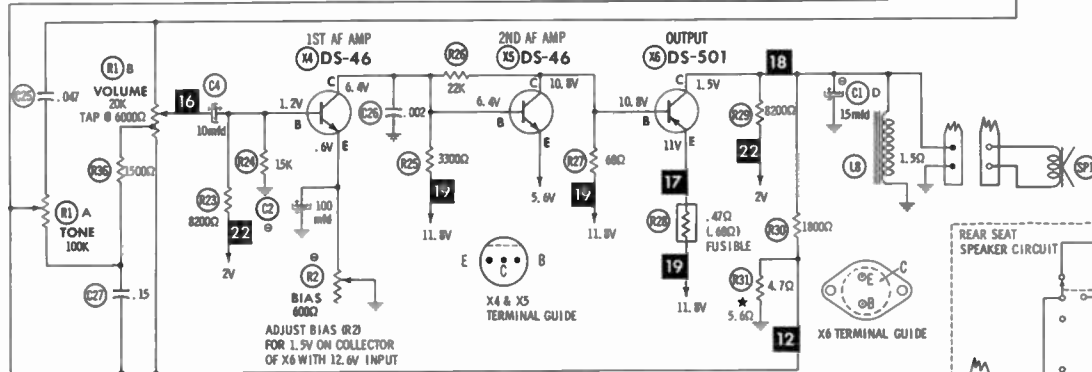 1ST AF AMP
X4 DS-46
2ND AF AMP
X5 DS-46
OUTPUT
X6 DS-501
R1 B
VOLUME
20K
TAP @ 6000Ω
C25
.047
16
C4
10mfd
R36
1500Ω
R1 A
TONE
100K
C27
.15
R23
8200Ω
22
2V
R24
15K
C2
100
mfd
1.2V
B
C
6.4V
.6V
E
R2
BIAS
600Ω
ADJUST BIAS (R2)
FOR 1.5V ON COLLECTOR
OF X6 WITH 12.6V INPUT
C26
.002
R26
22K
R25
3300Ω
19
11.8V
6.4V
B
C
10.8V
E
5.6V
R27
68Ω
19
11.8V
E
C
B
X4 & X5
TERMINAL GUIDE
10.8V
B
C
1.5V
11V
E
17
R28
.47Ω
(.68Ω)
FUSIBLE
19
11.8V
18
R29
8200Ω
22
2V
R30
1800Ω
R31
4.7Ω
★
5.6Ω
12
C1 D
15mfd
L8
1.5Ω
SP1
E
C
B
X6 TERMINAL GUIDE
REAR SEAT
SPEAKER CIRCUIT